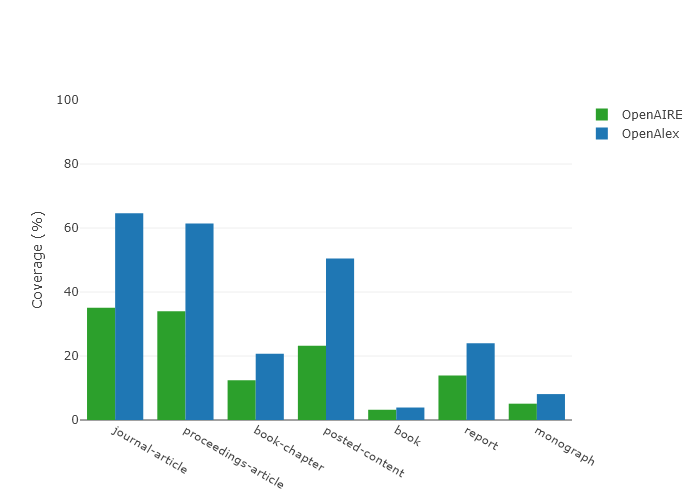 100
80
60
40
20
0
Coverage (%)
OpenAIRE
OpenAlex
journal-article
proceedings-article
book-chapter
posted-content
book
report
monograph